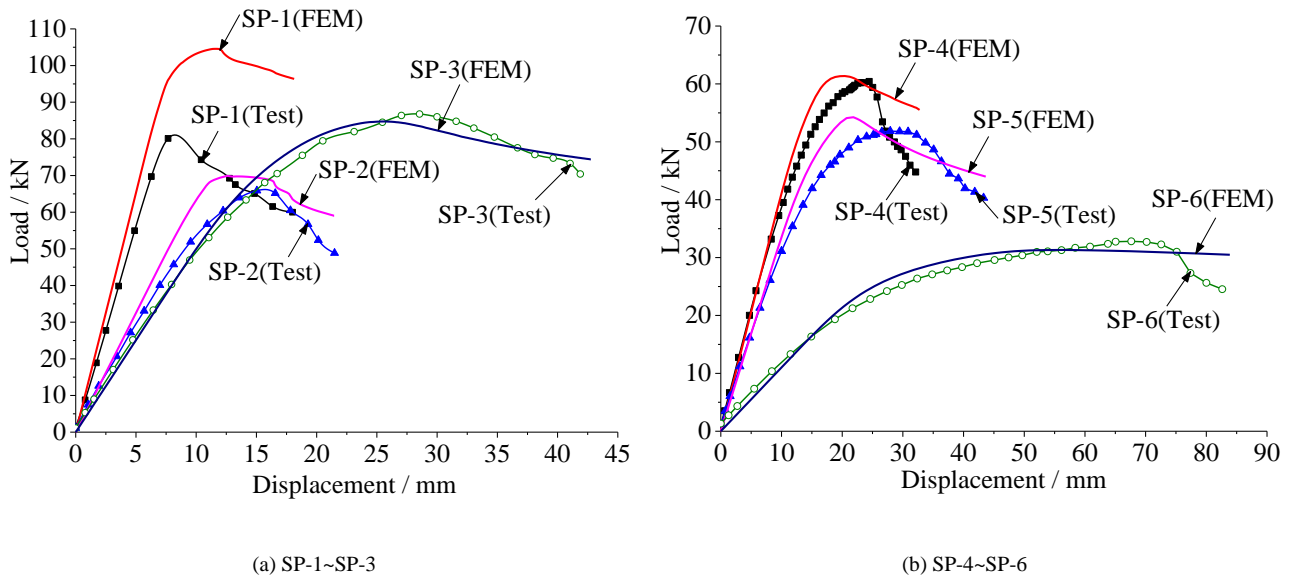 SP-1(FEM)
SP-3(FEM)
SP-1(Test)
SP-2(FEM)
SP-3(Test)
SP-2(Test)
110
100
90
80
70
60
50
40
30
20
10
0
Load / kN
0 5 10 15 20 25 30 35 40 45
Displacement / mm
(a) SP-1~SP-3
SP-4(FEM)
SP-5(FEM)
SP-4(Test)
SP-5(Test)
SP-6(FEM)
SP-6(Test)
70
60
50
40
30
20
10
0
Load / kN
0 10 20 30 40 50 60 70 80 90
Displacement / mm
(b) SP-4~SP-6